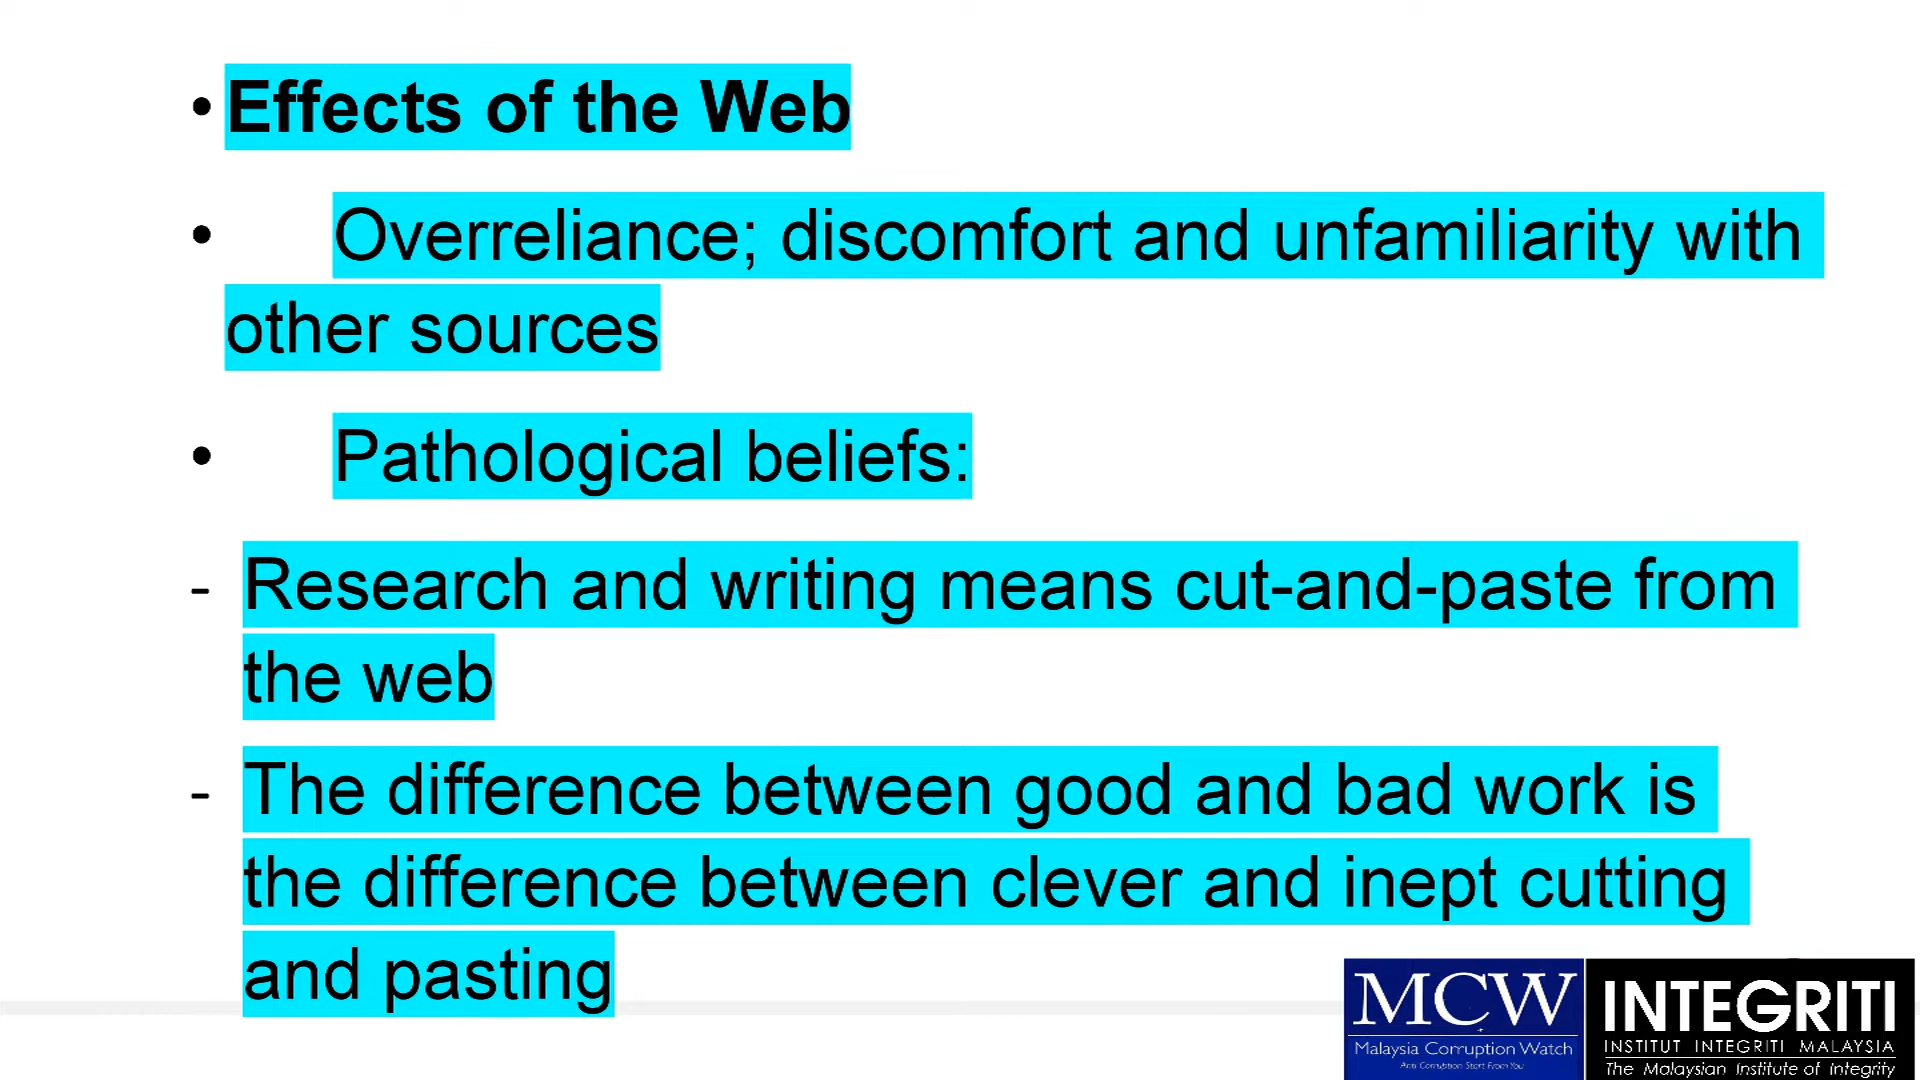 • Effects of the Web
• Overreliance; discomfort and unfamiliarity with
other sources
• Pathological beliefs:
- Research and writing means cut-and-paste from
the web
- The difference between good and bad work is
the difference between clever and inept cutting
and pasting
MCW
Malaysia Corruption Watch
Anti Corruption Start From You
INTEGRITI
INSTITUT INTEGRITI MALAYSIA
The Malaysian Institute of Integrity